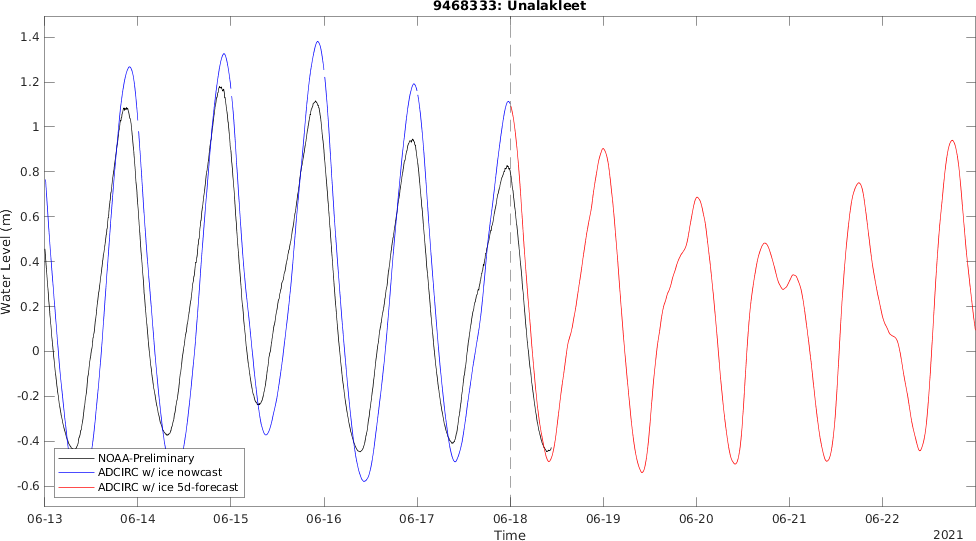 9468333: Unalakleet
1.4
1.2
1
0.8
0.6
0.4
0.2
0
-0.2
-0.4
-0.6
Water Level (m)
NOAA-Preliminary
ADCIRC w/ ice nowcast
ADCIRC w/ ice 5d-forecast
06-13 06-14 06-15 06-16 06-17 06-18 06-19 06-20 06-21 06-22
Time
2021